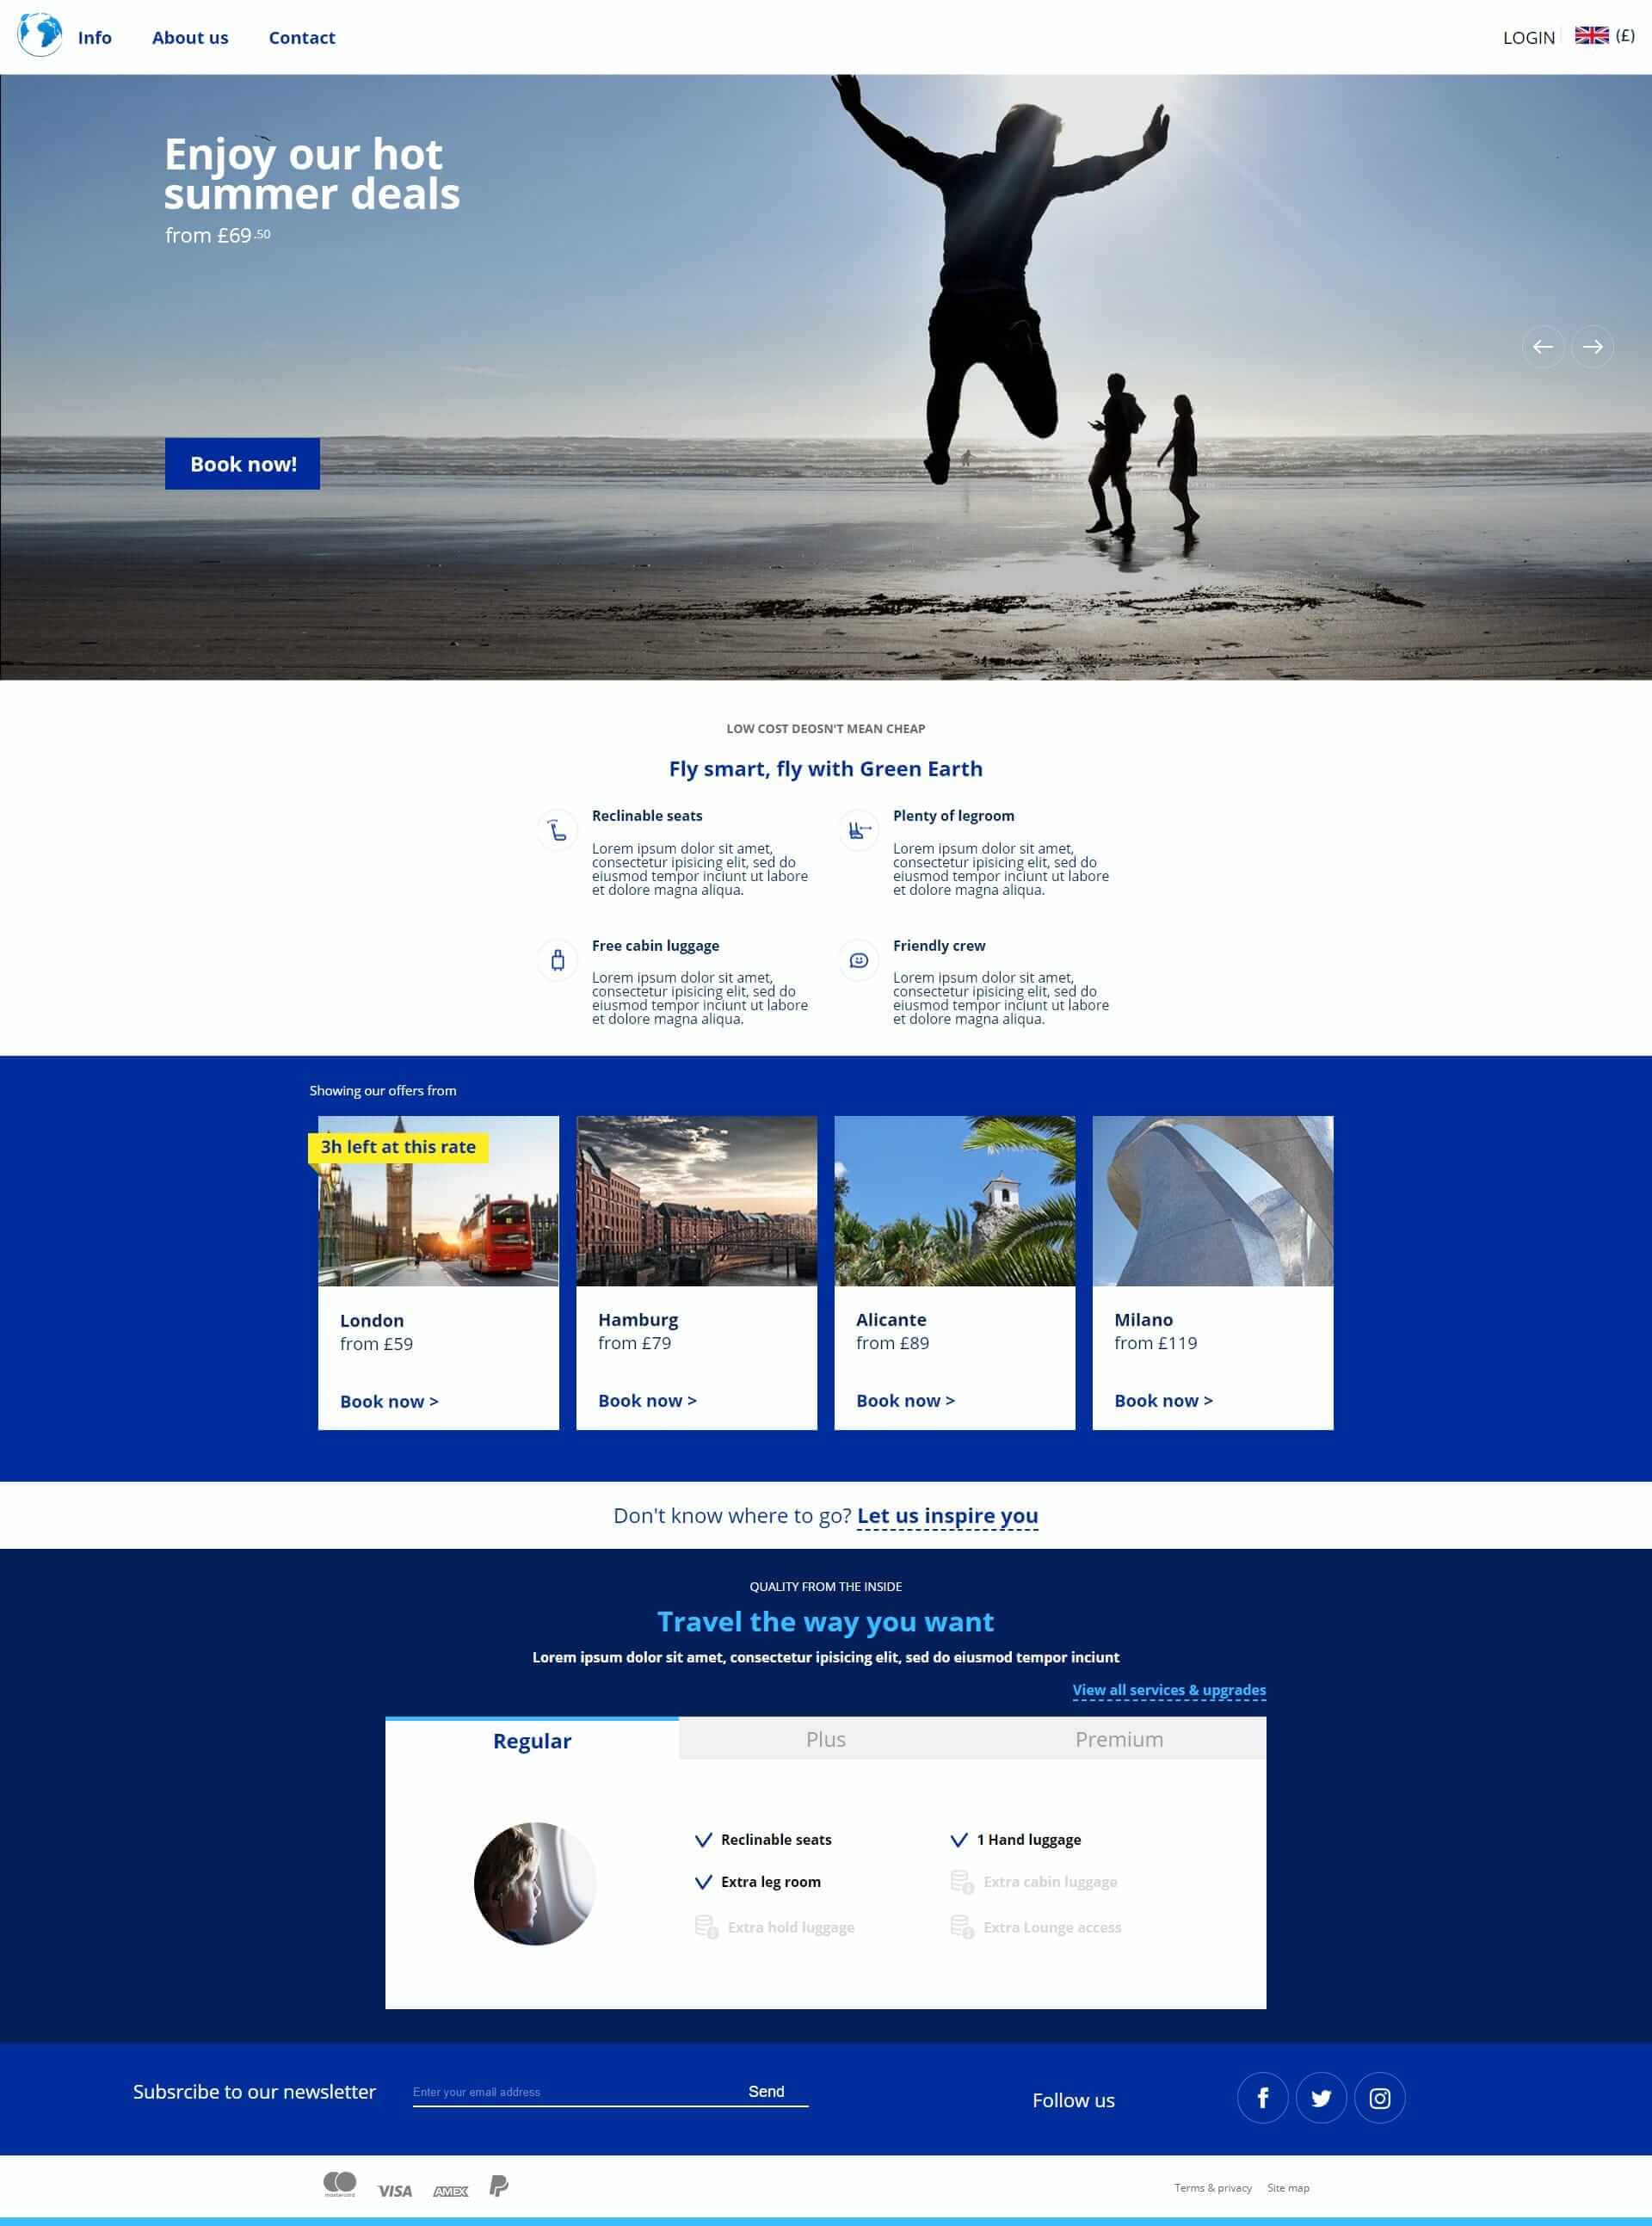 Info About us Contact LOGIN (£)
Enjoy our hot
summer deals
from £69.50
Book now!
LOW COST DEOSN'T MEAN CHEAP
Fly smart, fly with Green Earth
Reclinable seats
Lorem ipsum dolor sit amet,
consectetur ipisicing elit, sed do
eiusmod tempor inciunt ut labore
et dolore magna aliqua.
Plenty of legroom
Lorem ipsum dolor sit amet,
consectetur ipisicing elit, sed do
eiusmod tempor inciunt ut labore
et dolore magna aliqua.
Free cabin luggage
Lorem ipsum dolor sit amet,
consectetur ipisicing elit, sed do
eiusmod tempor inciunt ut labore
et dolore magna aliqua.
Friendly crew
Lorem ipsum dolor sit amet,
consectetur ipisicing elit, sed do
eiusmod tempor inciunt ut labore
et dolore magna aliqua.
Showing our offers from
3h left at this rate
London
from £59
Book now >
Hamburg
from £79
Book now >
Alicante
from £89
Book now >
Milano
from £119
Book now >
Don't know where to go? Let us inspire you
QUALITY FROM THE INSIDE
Travel the way you want
Lorem ipsum dolor sit amet, consectetur ipisicing elit, sed do eiusmod tempor inciunt
View all services & upgrades
Regular Plus Premium
Reclinable seats 1 Hand luggage
Extra leg room Extra cabin luggage
Extra hold luggage Extra Lounge access
Subsrcibe to our newsletter Enter your email address Send Follow us
mastercard VISA AMEX Terms & privacy Site map